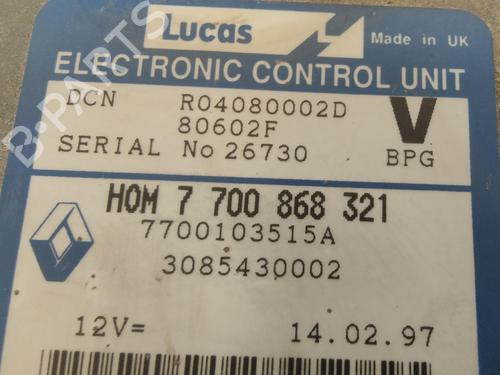 Lucas
Made in UK
ELECTRONIC CONTROL UNIT
DCN R04080002D V
80602F
SERIAL No 26730 BPG
HOM 7 700 868 321
7700103515A
3085430002
12V= 14.02.97
B-PARTS